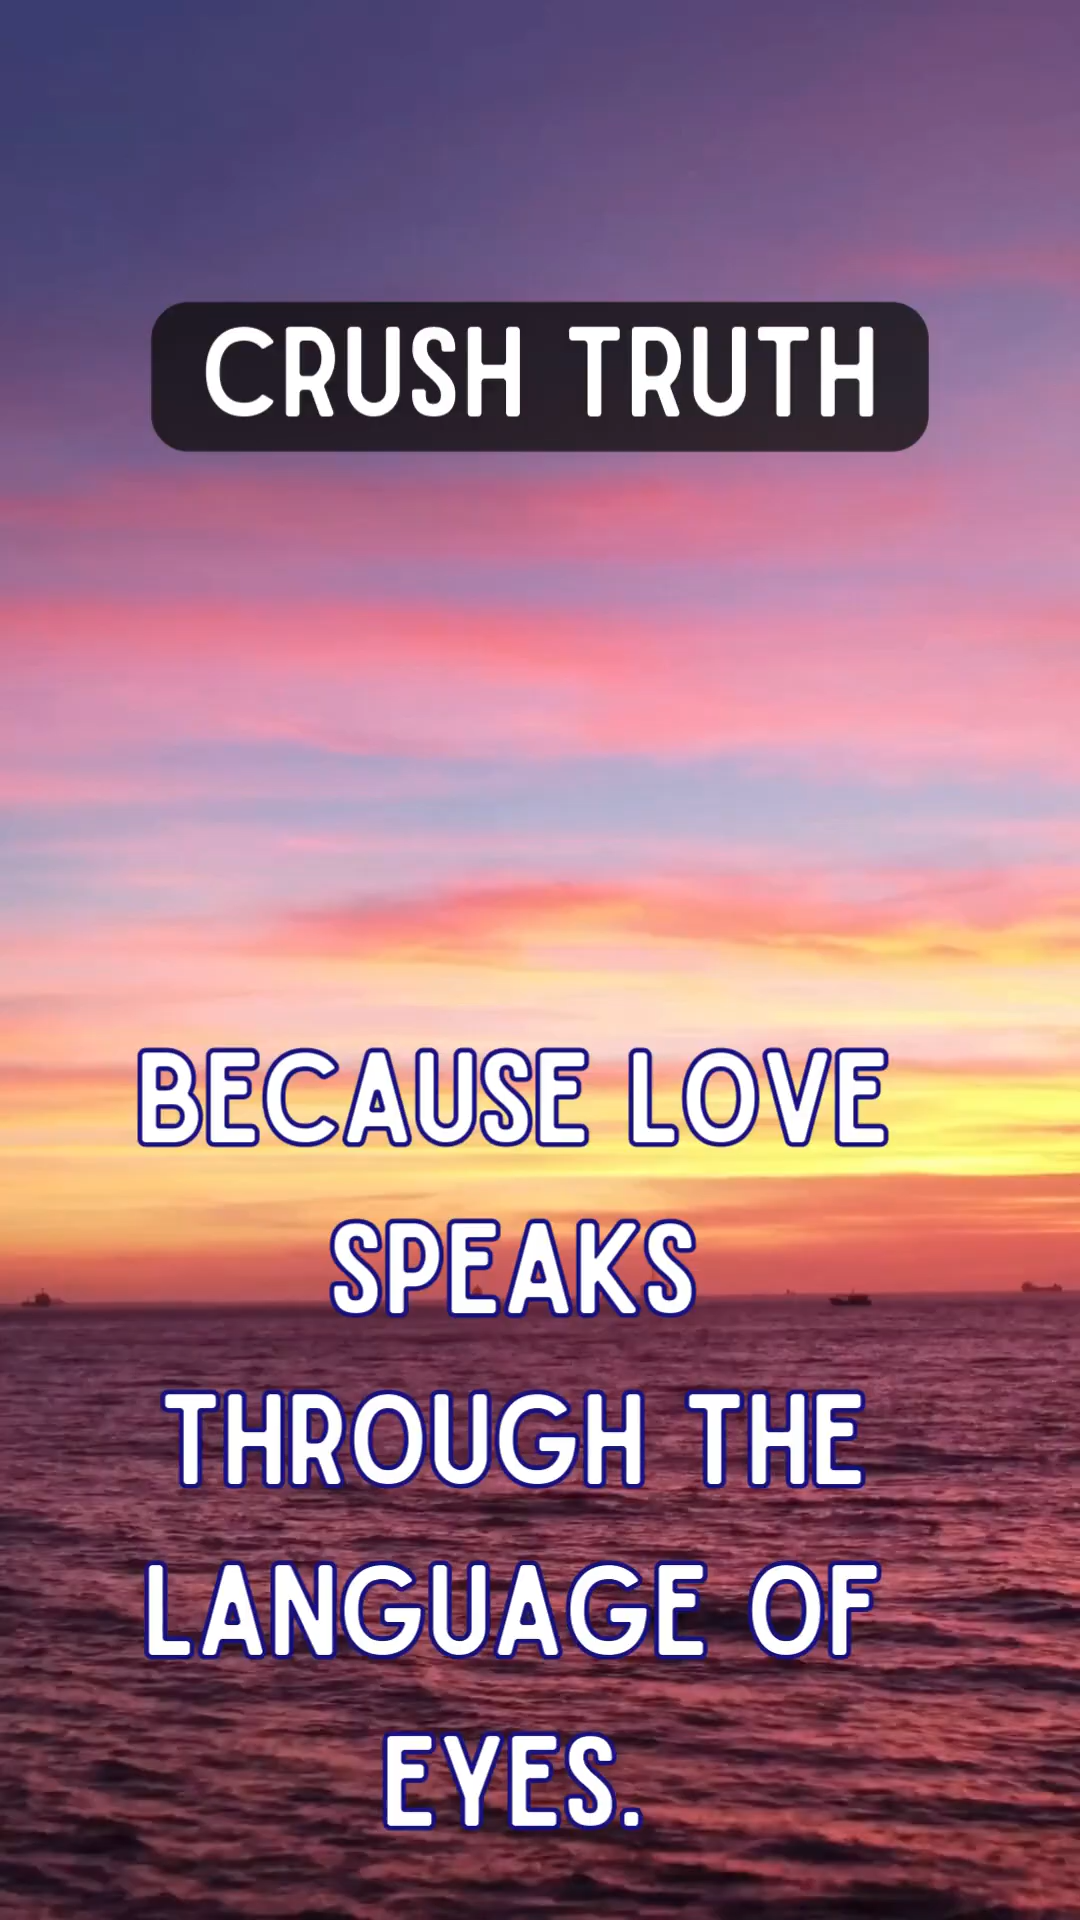 CRUSH TRUTH
BECAUSE LOVE
SPEAKS
THROUGH THE
LANGUAGE OF
EYES.